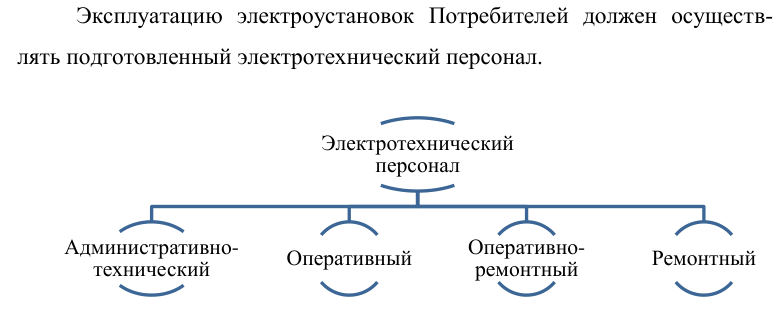 Эксплуатацию электроустановок Потребителей должен осуществ-
лять подготовленный электротехнический персонал.
Электротехнический
персонал
Административно-
технический
Оперативный
Оперативно-
ремонтный
Ремонтный